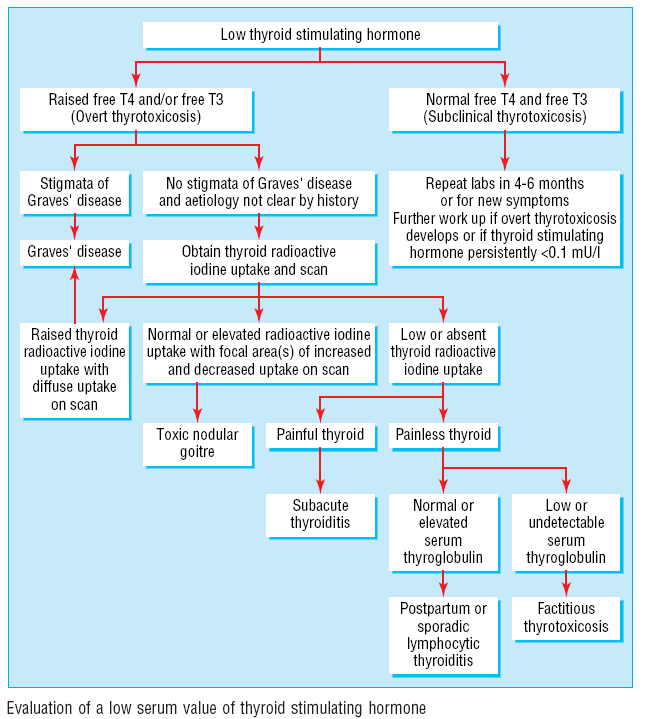 Low thyroid stimulating hormone
Raised free T4 and/or free T3
(Overt thyrotoxicosis)
Normal free T4 and free T3
(Subclinical thyrotoxicosis)
Stigmata of
Graves' disease
No stigmata of Graves' disease
and aetiology not clear by history
Repeat labs in 4-6 months
or for new symptoms
Further work up if overt thyrotoxicosis
develops or if thyroid stimulating
hormone persistently <0.1 mU/l
Graves' disease
Obtain thyroid radioactive
iodine uptake and scan
Raised thyroid
radioactive iodine
uptake with
diffuse uptake
on scan
Normal or elevated radioactive iodine
uptake with focal area(s) of increased
and decreased uptake on scan
Low or absent
thyroid radioactive
iodine uptake
Toxic nodular
goitre
Painful thyroid
Painless thyroid
Subacute
thyroiditis
Normal or
elevated
serum
thyroglobulin
Low or
undetectable
serum
thyroglobulin
Postpartum or
sporadic
lymphocytic
thyroiditis
Factitious
thyrotoxicosis
Evaluation of a low serum value of thyroid stimulating hormone